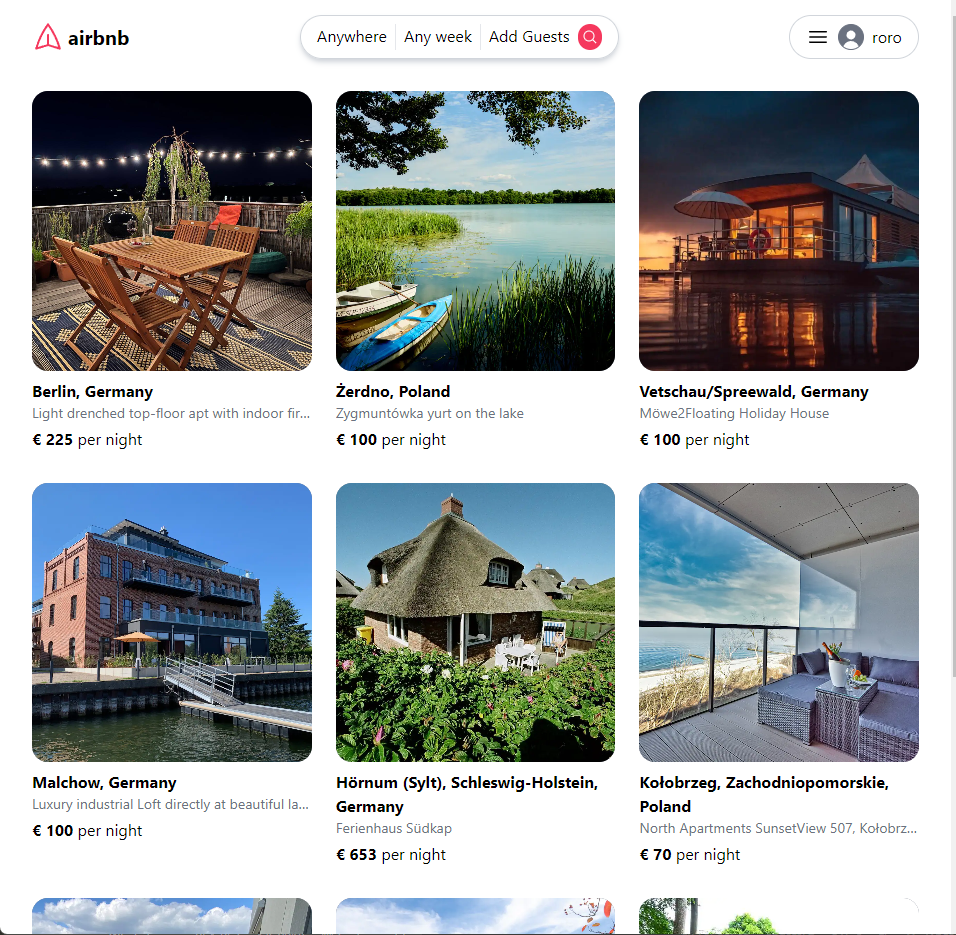 airbnb
Anywhere
Any week
Add Guests
roro
Berlin, Germany
Light drenched top-floor apt with indoor fir...
€ 225 per night
Żerdno, Poland
Zygmuntówka yurt on the lake
€ 100 per night
Vetschau/Spreewald, Germany
Möwe2Floating Holiday House
€ 100 per night
Malchow, Germany
Luxury industrial Loft directly at beautiful la...
€ 100 per night
Hörnum (Sylt), Schleswig-Holstein,
Germany
Ferienhaus Südkap
€ 653 per night
Kołobrzeg, Zachodniopomorskie,
Poland
North Apartments SunsetView 507, Kołobrz...
€ 70 per night